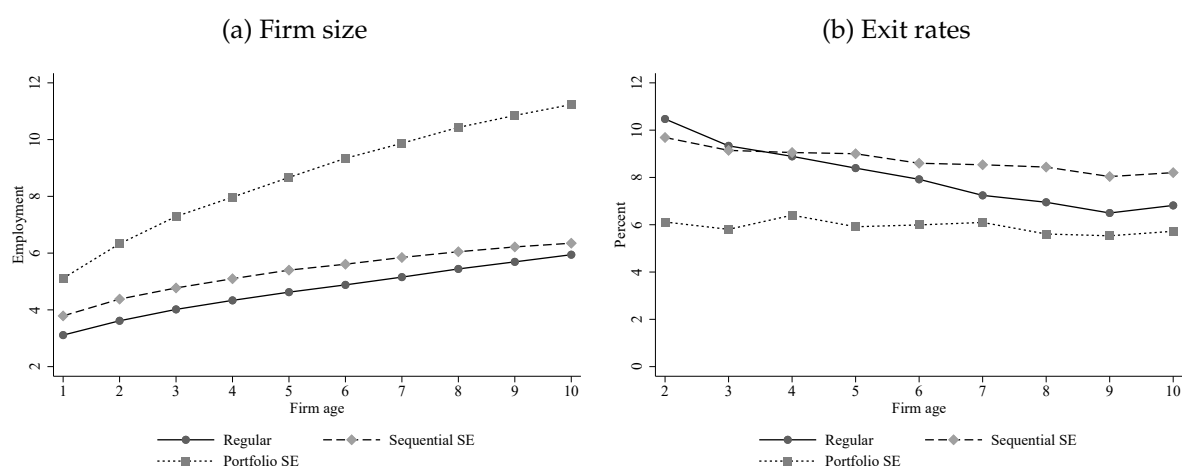 (a) Firm size
12
10
8
6
4
2
Employment
1 2 3 4 5 6 7 8 9 10
Firm age
Regular
Sequential SE
Portfolio SE
(b) Exit rates
12
10
8
6
4
2
0
Percent
2 3 4 5 6 7 8 9 10
Firm age
Regular
Sequential SE
Portfolio SE